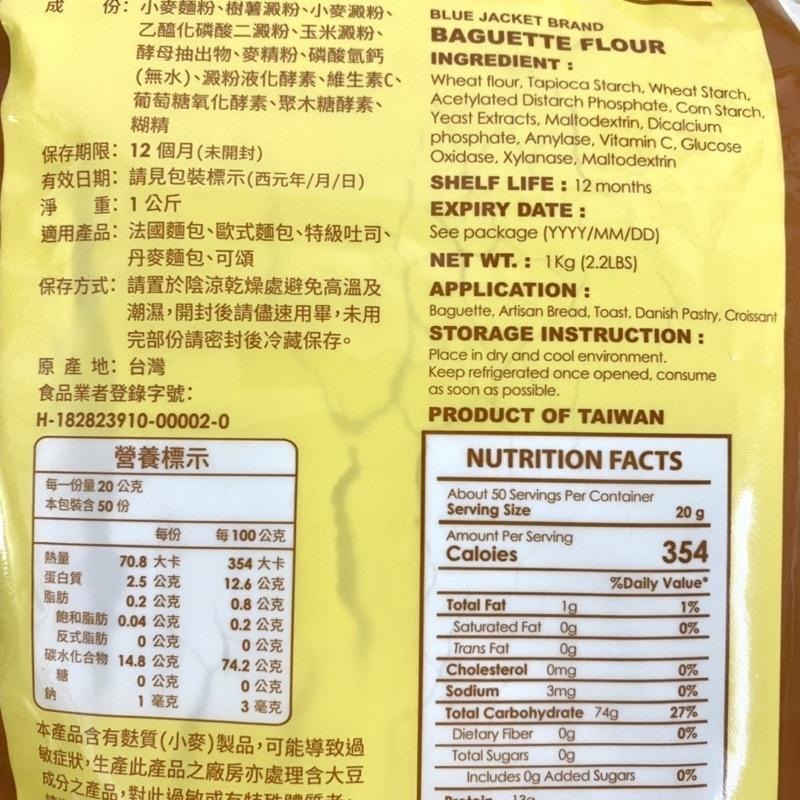 成 份：小麥麵粉、樹薯澱粉、小麥澱粉、
乙醯化磷酸二澱粉、玉米澱粉、
酵母抽出物、麥精粉、磷酸氫鈣
(無水)、澱粉液化酵素、維生素C、
葡萄糖氧化酵素、聚木糖酵素、
糊精
保存期限：12 個月(未開封)
有效日期：請見包裝標示(西元年/月/日)
淨 重：1 公斤
適用產品：法國麵包、歐式麵包、特級吐司、
丹麥麵包、可頌
保存方式：請置於陰涼乾燥處避免高溫及
潮濕，開封後請儘速用畢，未用
完部份請密封後冷藏保存。
原 產 地：台灣
食品業者登錄字號：
H-182823910-00002-0
營養標示
每一份量 20 公克
本包裝含 50 份
每份 每 100 公克
熱量 70.8 大卡 354 大卡
蛋白質 2.5 公克 12.6 公克
脂肪 0.2 公克 0.8 公克
飽和脂肪 0.04 公克 0.2 公克
反式脂肪 0 公克 0 公克
碳水化合物 14.8 公克 74.2 公克
糖 0 公克 0 公克
鈉 1 毫克 3 毫克
本產品含有麩質(小麥)製品，可能導致過
敏症狀，生產此產品之廠房亦處理含大豆
成分之產品，對此過敏或有特殊體質者，
BLUE JACKET BRAND
BAGUETTE FLOUR
INGREDIENT :
Wheat flour, Tapioca Starch, Wheat Starch,
Acetylated Distarch Phosphate, Corn Starch,
Yeast Extracts, Maltodextrin, Dicalcium
phosphate, Amylase, Vitamin C, Glucose
Oxidase, Xylanase, Maltodextrin
SHELF LIFE : 12 months
EXPIRY DATE :
See package (YYYY/MM/DD)
NET WT. : 1Kg (2.2LBS)
APPLICATION :
Baguette, Artisan Bread, Toast, Danish Pastry, Croissant
STORAGE INSTRUCTION :
Place in dry and cool environment.
Keep refrigerated once opened, consume
as soon as possible.
PRODUCT OF TAIWAN
NUTRITION FACTS
About 50 Servings Per Container
Serving Size 20 g
Amount Per Serving
Caloies 354
%Daily Value*
Total Fat 1g 1%
Saturated Fat 0g 0%
Trans Fat 0g
Cholesterol 0mg 0%
Sodium 3mg 0%
Total Carbohydrate 74g 27%
Dietary Fiber 0g 0%
Total Sugars 0g
Includes 0g Added Sugars 0%
Protein 13g